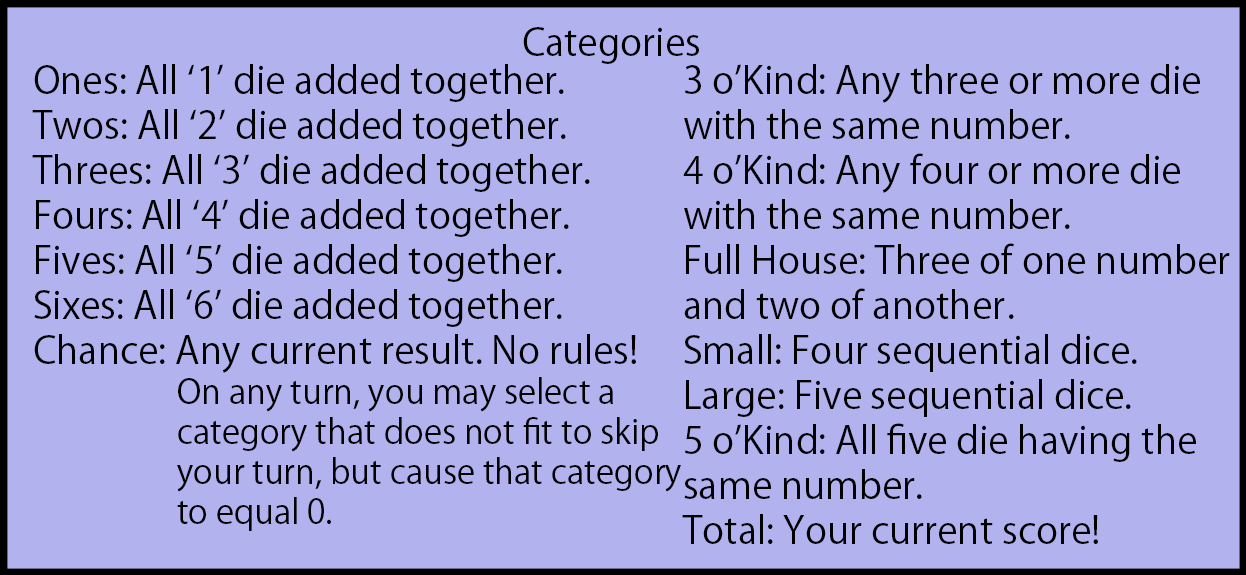 Categories
Ones: All ‘1’ die added together.
Twos: All ‘2’ die added together.
Threes: All ‘3’ die added together.
Fours: All ‘4’ die added together.
Fives: All ‘5’ die added together.
Sixes: All ‘6’ die added together.
Chance: Any current result. No rules!
On any turn, you may select a
category that does not fit to skip
your turn, but cause that category
to equal 0.
3 o’Kind: Any three or more die
with the same number.
4 o’Kind: Any four or more die
with the same number.
Full House: Three of one number
and two of another.
Small: Four sequential dice.
Large: Five sequential dice.
5 o’Kind: All five die having the
same number.
Total: Your current score!